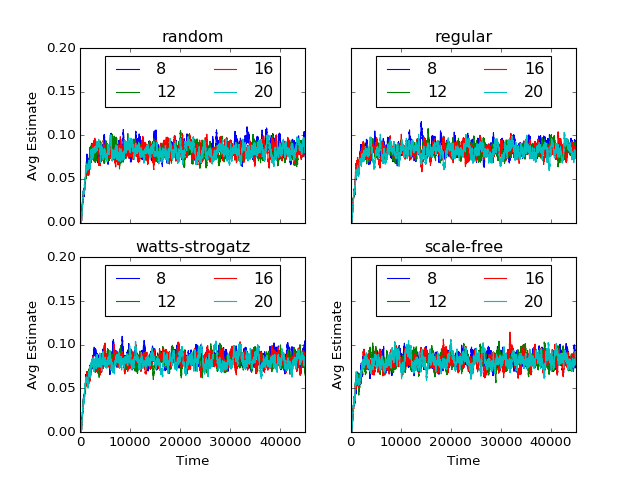 random
regular
0.20
0.15
0.10
0.05
0.00
Avg Estimate
8 16
12 20
8 16
12 20
watts-strogatz
scale-free
0.20
0.15
0.10
0.05
0.00
Avg Estimate
8 16
12 20
Avg Estimate
8 16
12 20
0 10000 20000 30000 40000
0 10000 20000 30000 40000
Time
Time